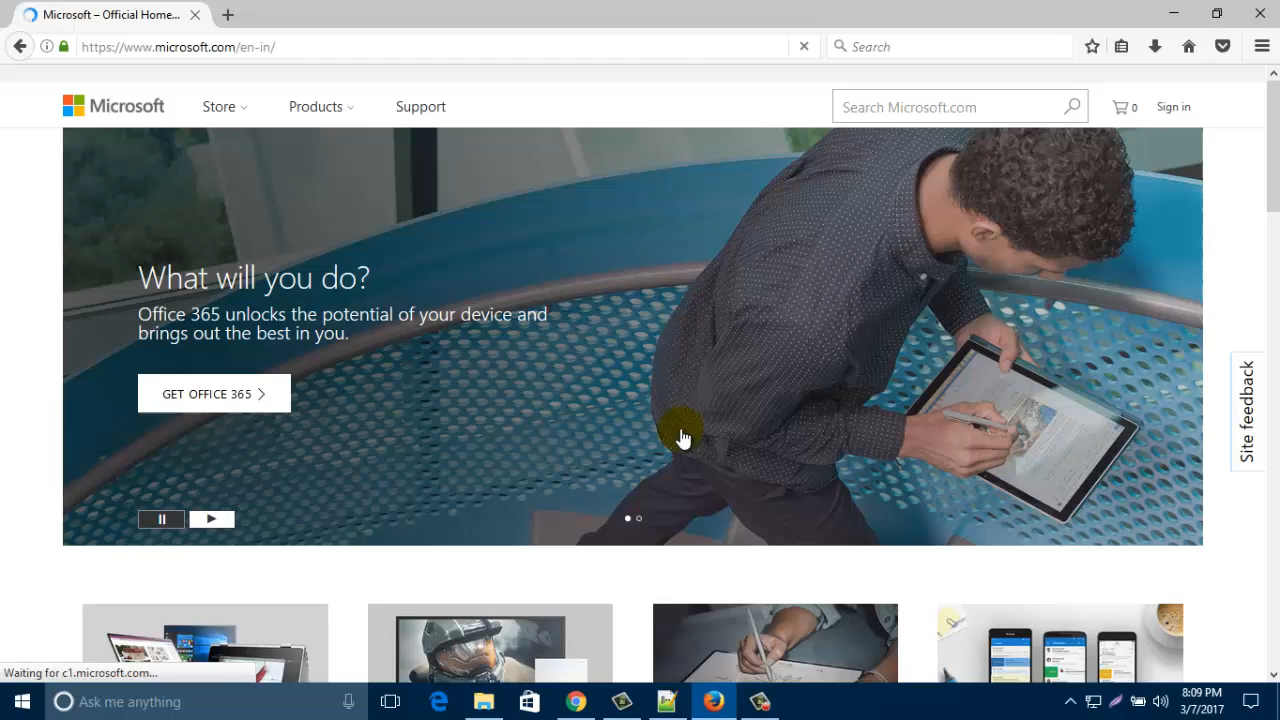 Microsoft – Official Home...
https://www.microsoft.com/en-in/
Search
Microsoft
Store
Products
Support
Search Microsoft.com
0
Sign in
What will you do?
Office 365 unlocks the potential of your device and
brings out the best in you.
GET OFFICE 365
Site feedback
Waiting for c1.microsoft.com...
Ask me anything
8:09 PM
3/7/2017